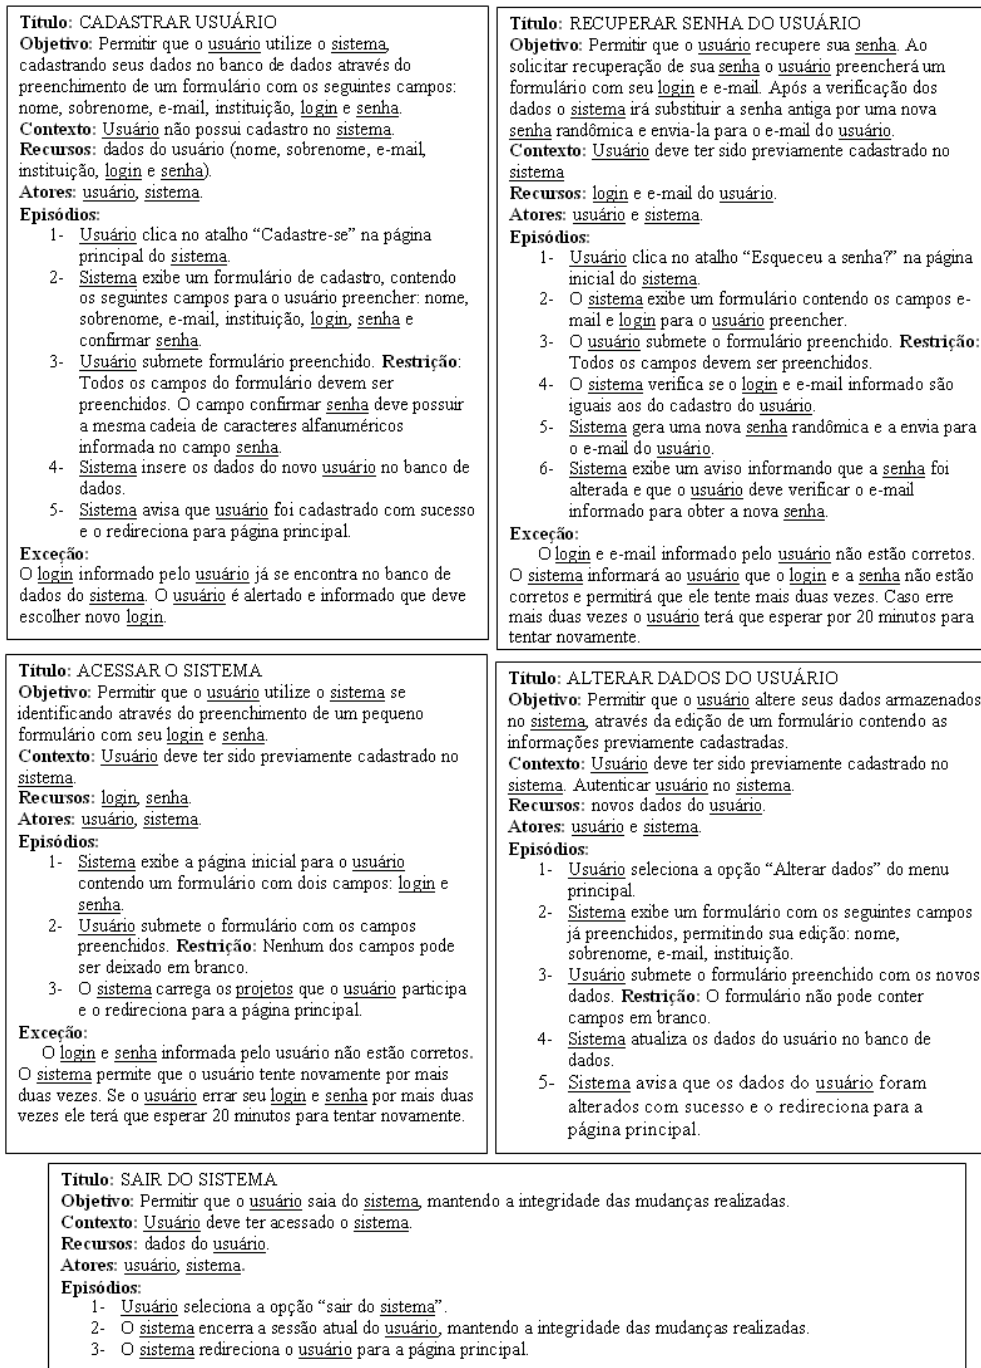 Título: CADASTRAR USUÁRIO
Objetivo: Permitir que o usuário utilize o sistema,
cadastrando seus dados no banco de dados através do
preenchimento de um formulário com os seguintes campos:
nome, sobrenome, e-mail, instituição, login e senha.
Contexto: Usuário não possui cadastro no sistema.
Recursos: dados do usuário (nome, sobrenome, e-mail,
instituição, login e senha).
Atores: usuário, sistema.
Episódios:
1- Usuário clica no atalho “Cadastre-se” na página
principal do sistema.
2- Sistema exibe um formulário de cadastro, contendo
os seguintes campos para o usuário preencher: nome,
sobrenome, e-mail, instituição, login, senha e
confirmar senha.
3- Usuário submete formulário preenchido. Restrição:
Todos os campos do formulário devem ser
preenchidos. O campo confirmar senha deve possuir
a mesma cadeia de caracteres alfanuméricos
informada no campo senha.
4- Sistema insere os dados do novo usuário no banco de
dados.
5- Sistema avisa que usuário foi cadastrado com sucesso
e o redireciona para página principal.
Exceção:
O login informado pelo usuário já se encontra no banco de
dados do sistema. O usuário é alertado e informado que deve
escolher novo login.
Título: RECUPERAR SENHA DO USUÁRIO
Objetivo: Permitir que o usuário recupere sua senha. Ao
solicitar recuperação de sua senha o usuário preencherá um
formulário com seu login e e-mail. Após a verificação dos
dados o sistema irá substituir a senha antiga por uma nova
senha randômica e envia-la para o e-mail do usuário.
Contexto: Usuário deve ter sido previamente cadastrado no
sistema
Recursos: login e e-mail do usuário.
Atores: usuário e sistema.
Episódios:
1- Usuário clica no atalho “Esqueceu a senha?” na página
inicial do sistema.
2- O sistema exibe um formulário contendo os campos e-
mail e login para o usuário preencher.
3- O usuário submete o formulário preenchido. Restrição:
Todos os campos devem ser preenchidos.
4- O sistema verifica se o login e e-mail informado são
iguais aos do cadastro do usuário.
5- Sistema gera uma nova senha randômica e a envia para
o e-mail do usuário.
6- Sistema exibe um aviso informando que a senha foi
alterada e que o usuário deve verificar o e-mail
informado para obter a nova senha.
Exceção:
O login e e-mail informado pelo usuário não estão corretos.
O sistema informará ao usuário que o login e a senha não estão
corretos e permitirá que ele tente mais duas vezes. Caso erre
mais duas vezes o usuário terá que esperar por 20 minutos para
tentar novamente.
Título: ACESSAR O SISTEMA
Objetivo: Permitir que o usuário utilize o sistema se
identificando através do preenchimento de um pequeno
formulário com seu login e senha.
Contexto: Usuário deve ter sido previamente cadastrado no
sistema.
Recursos: login, senha.
Atores: usuário, sistema.
Episódios:
1- Sistema exibe a página inicial para o usuário
contendo um formulário com dois campos: login e
senha.
2- Usuário submete o formulário com os campos
preenchidos. Restrição: Nenhum dos campos pode
ser deixado em branco.
3- O sistema carrega os projetos que o usuário participa
e o redireciona para a página principal.
Exceção:
O login e senha informada pelo usuário não estão corretos.
O sistema permite que o usuário tente novamente por mais
duas vezes. Se o usuário errar seu login e senha por mais duas
vezes ele terá que esperar 20 minutos para tentar novamente.
Título: ALTERAR DADOS DO USUÁRIO
Objetivo: Permitir que o usuário altere seus dados armazenados
no sistema, através da edição de um formulário contendo as
informações previamente cadastradas.
Contexto: Usuário deve ter sido previamente cadastrado no
sistema. Autenticar usuário no sistema.
Recursos: novos dados do usuário.
Atores: usuário e sistema.
Episódios:
1- Usuário seleciona a opção “Alterar dados” do menu
principal.
2- Sistema exibe um formulário com os seguintes campos
já preenchidos, permitindo sua edição: nome,
sobrenome, e-mail, instituição.
3- Usuário submete o formulário preenchido com os novos
dados. Restrição: O formulário não pode conter
campos em branco.
4- Sistema atualiza os dados do usuário no banco de
dados.
5- Sistema avisa que os dados do usuário foram
alterados com sucesso e o redireciona para a
página principal.
Título: SAIR DO SISTEMA
Objetivo: Permitir que o usuário saia do sistema, mantendo a integridade das mudanças realizadas.
Contexto: Usuário deve ter acessado o sistema.
Recursos: dados do usuário.
Atores: usuário, sistema.
Episódios:
1- Usuário seleciona a opção “sair do sistema”.
2- O sistema encerra a sessão atual do usuário, mantendo a integridade das mudanças realizadas.
3- O sistema redireciona o usuário para a página principal.